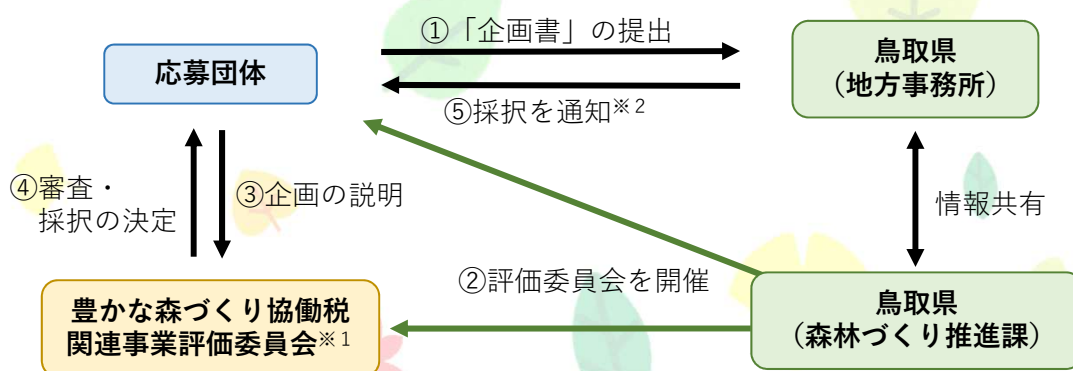 ①「企画書」の提出
応募団体
鳥取県
（地方事務所）
⑤採択を通知※2
④審査・
採択の決定
③企画の説明
情報共有
②評価委員会を開催
豊かな森づくり協働税
関連事業評価委員会※1
鳥取県
（森林づくり推進課）